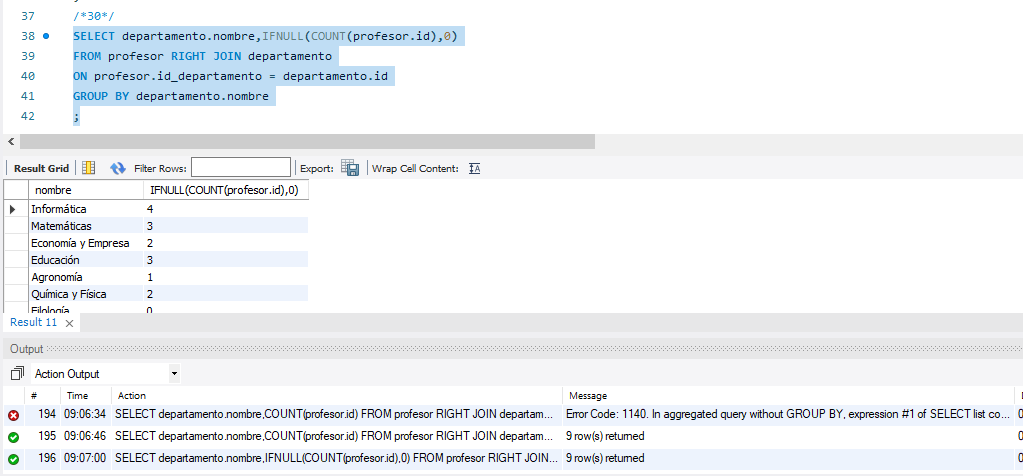 37 /*30*/
38 SELECT departamento.nombre,IFNULL(COUNT(profesor.id),0)
39 FROM profesor RIGHT JOIN departamento
40 ON profesor.id_departamento = departamento.id
41 GROUP BY departamento.nombre
42 ;
Result Grid Filter Rows: Export: Wrap Cell Content: IA
nombre IFNULL(COUNT(profesor.id),0)
Informática 4
Matemáticas 3
Economía y Empresa 2
Educación 3
Agronomía 1
Química y Física 2
Filología 0
Result 11
Output
Action Output
# Time Action Message
194 09:06:34 SELECT departamento.nombre,COUNT(profesor.id) FROM profesor RIGHT JOIN departam... Error Code: 1140. In aggregated query without GROUP BY, expression #1 of SELECT list co... 0
195 09:06:46 SELECT departamento.nombre,COUNT(profesor.id) FROM profesor RIGHT JOIN departam... 9 row(s) returned 0
196 09:07:00 SELECT departamento.nombre,IFNULL(COUNT(profesor.id),0) FROM profesor RIGHT JOIN... 9 row(s) returned 0